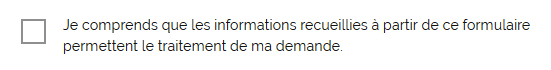 Je comprends que les informations recueillies à partir de ce formulaire
permettent le traitement de ma demande.